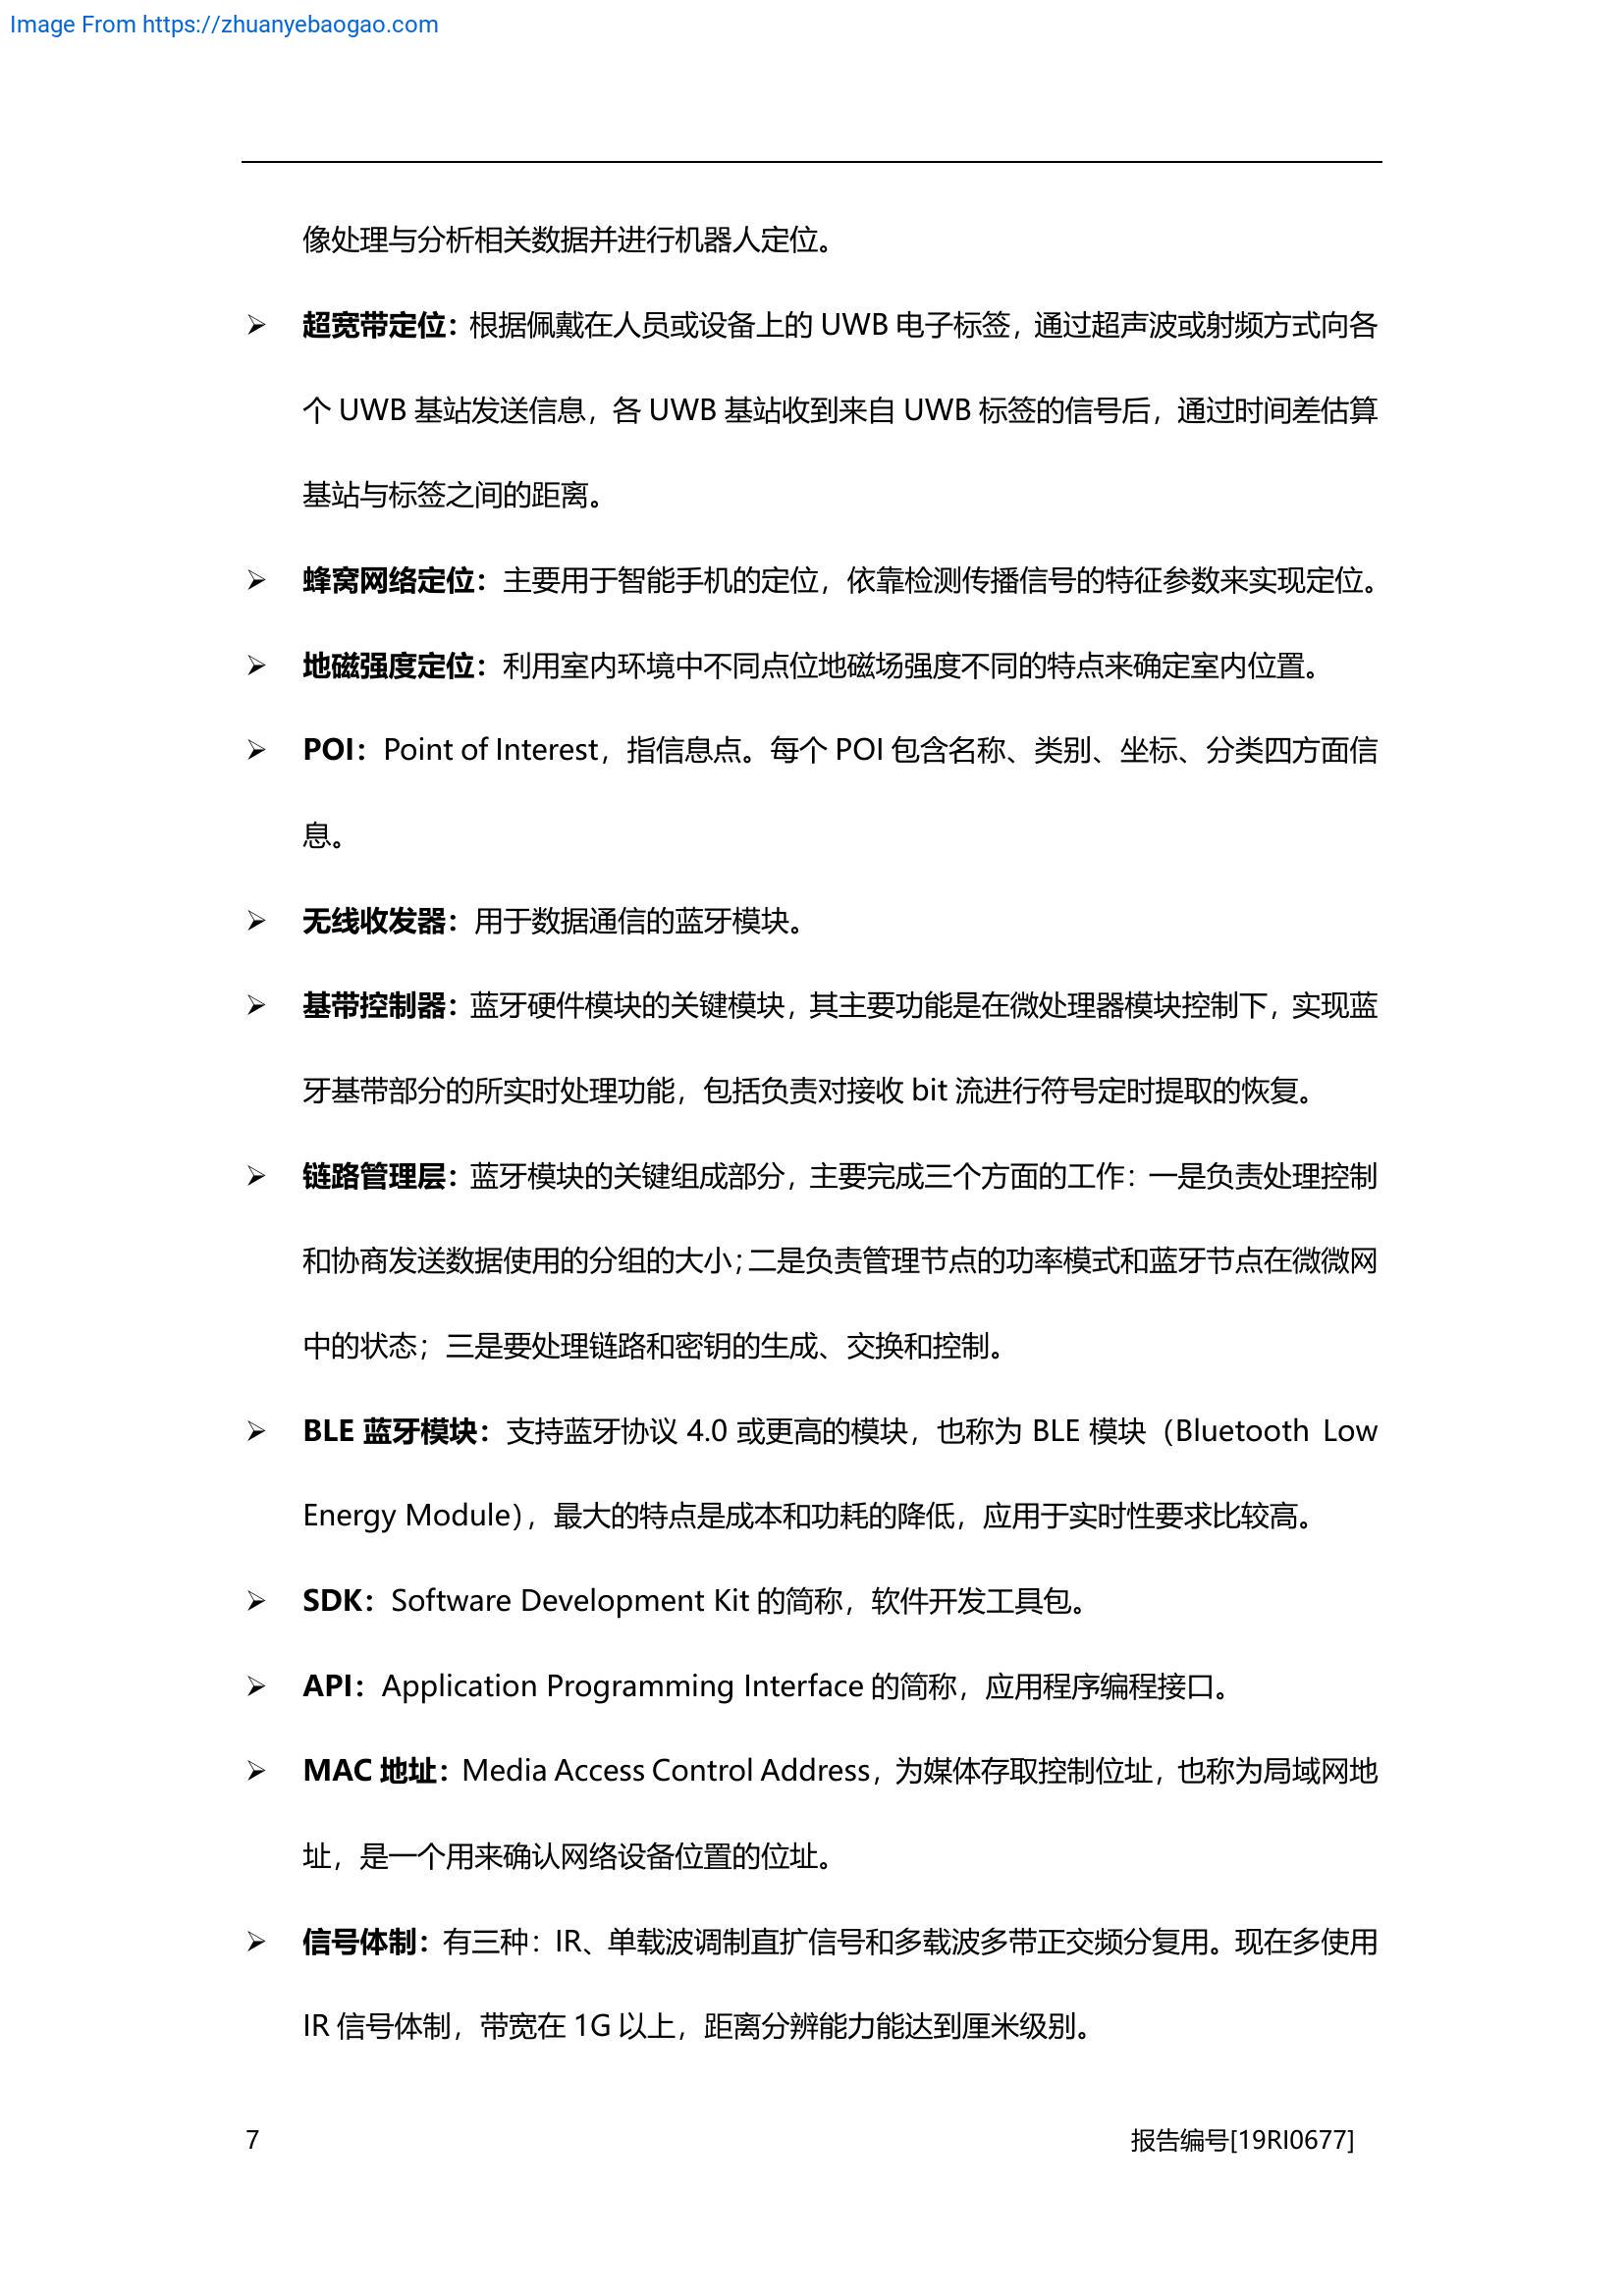 Image From https://zhuanyebaogao.com
像处理与分析相关数据并进行机器人定位。
➢ 超宽带定位：根据佩戴在人员或设备上的 UWB 电子标签，通过超声波或射频方式向各
个 UWB 基站发送信息，各 UWB 基站收到来自 UWB 标签的信号后，通过时间差估算
基站与标签之间的距离。
➢ 蜂窝网络定位：主要用于智能手机的定位，依靠检测传播信号的特征参数来实现定位。
➢ 地磁强度定位：利用室内环境中不同点位地磁场强度不同的特点来确定室内位置。
➢ POI：Point of Interest，指信息点。每个 POI 包含名称、类别、坐标、分类四方面信
息。
➢ 无线收发器：用于数据通信的蓝牙模块。
➢ 基带控制器：蓝牙硬件模块的关键模块，其主要功能是在微处理器模块控制下，实现蓝
牙基带部分的所实时处理功能，包括负责对接收 bit 流进行符号定时提取的恢复。
➢ 链路管理层：蓝牙模块的关键组成部分，主要完成三个方面的工作：一是负责处理控制
和协商发送数据使用的分组的大小；二是负责管理节点的功率模式和蓝牙节点在微微网
中的状态；三是要处理链路和密钥的生成、交换和控制。
➢ BLE 蓝牙模块：支持蓝牙协议 4.0 或更高的模块，也称为 BLE 模块（Bluetooth Low
Energy Module），最大的特点是成本和功耗的降低，应用于实时性要求比较高。
➢ SDK：Software Development Kit 的简称，软件开发工具包。
➢ API：Application Programming Interface 的简称，应用程序编程接口。
➢ MAC 地址：Media Access Control Address，为媒体存取控制位址，也称为局域网地
址，是一个用来确认网络设备位置的位址。
➢ 信号体制：有三种：IR、单载波调制直扩信号和多载波多带正交频分复用。现在多使用
IR 信号体制，带宽在 1G 以上，距离分辨能力能达到厘米级别。
7 报告编号[19RI0677]